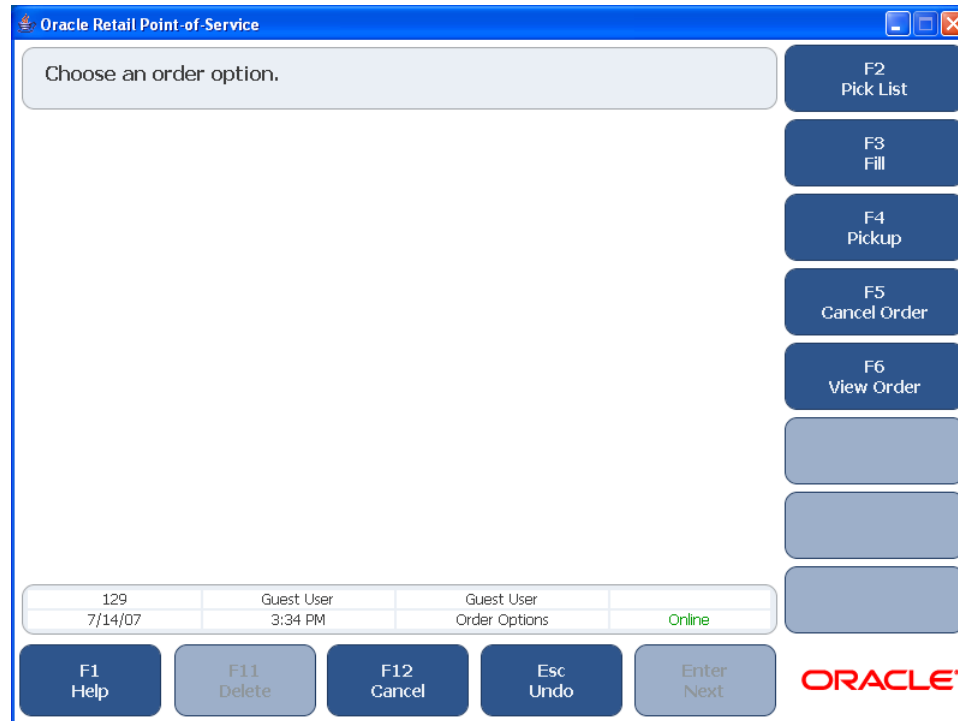 Oracle Retail Point-of-Service
Choose an order option.
F2
Pick List
F3
Fill
F4
Pickup
F5
Cancel Order
F6
View Order
129 Guest User Guest User
7/14/07 3:34 PM Order Options Online
F1
Help
F11
Delete
F12
Cancel
Esc
Undo
Enter
Next
ORACLE